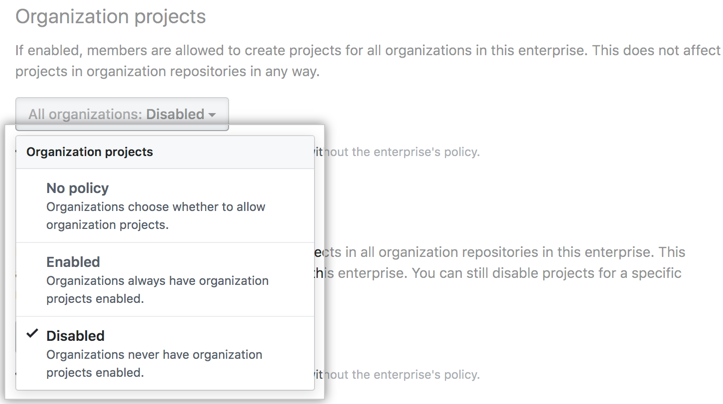 Organization projects
If enabled, members are allowed to create projects for all organizations in this enterprise. This does not affect
projects in organization repositories in any way.
All organizations: Disabled
Organization projects
without the enterprise's policy.
No policy
Organizations choose whether to allow
organization projects.
ects in all organization repositories in this enterprise. This
Enabled
this enterprise. You can still disable projects for a specific
Organizations always have organization
projects enabled.
Disabled
Organizations never have organization
projects enabled.
without the enterprise's policy.